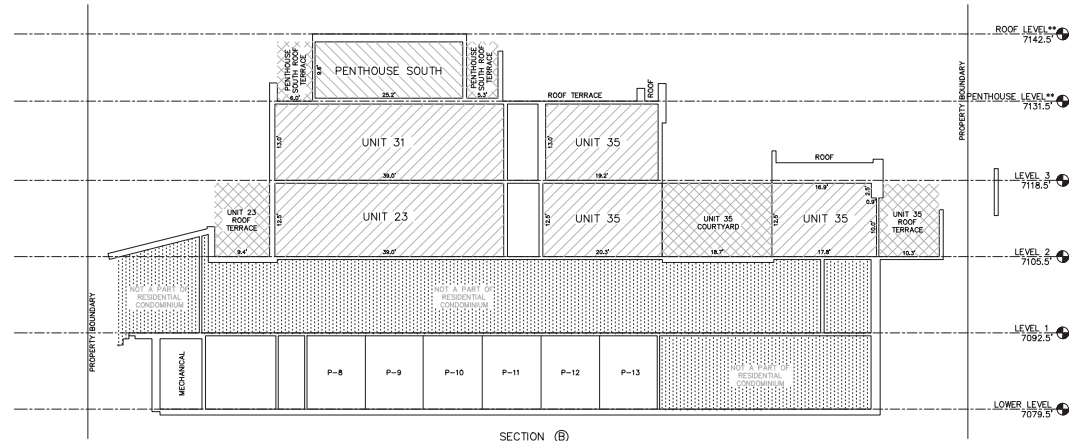 ROOF LEVEL**
7142.5'
PENTHOUSE
SOUTH ROOF
TERRACE
6.0'
9.6'
PENTHOUSE SOUTH
25.2'
PENTHOUSE
SOUTH ROOF
TERRACE
5.3'
ROOF TERRACE
ROOF
PROPERTY BOUNDARY
PENTHOUSE LEVEL**
7131.5'
13.0'
UNIT 31
39.0'
13.0'
UNIT 35
19.2'
ROOF
LEVEL 3
7118.5'
UNIT 23
ROOF
TERRACE
9.4'
12.5'
UNIT 23
39.0'
12.5'
UNIT 35
20.3'
UNIT 35
COURTYARD
18.7'
12.5'
16.9'
2.5'
0.9'
UNIT 35
10.0'
17.8'
UNIT 35
ROOF
TERRACE
10.3'
LEVEL 2
7105.5'
NOT A PART OF
RESIDENTIAL
CONDOMINIUM
NOT A PART OF
RESIDENTIAL
CONDOMINIUM
PROPERTY BOUNDARY
LEVEL 1
7092.5'
MECHANICAL
P-8
P-9
P-10
P-11
P-12
P-13
NOT A PART OF
RESIDENTIAL
CONDOMINIUM
LOWER LEVEL
7079.5'
SECTION B